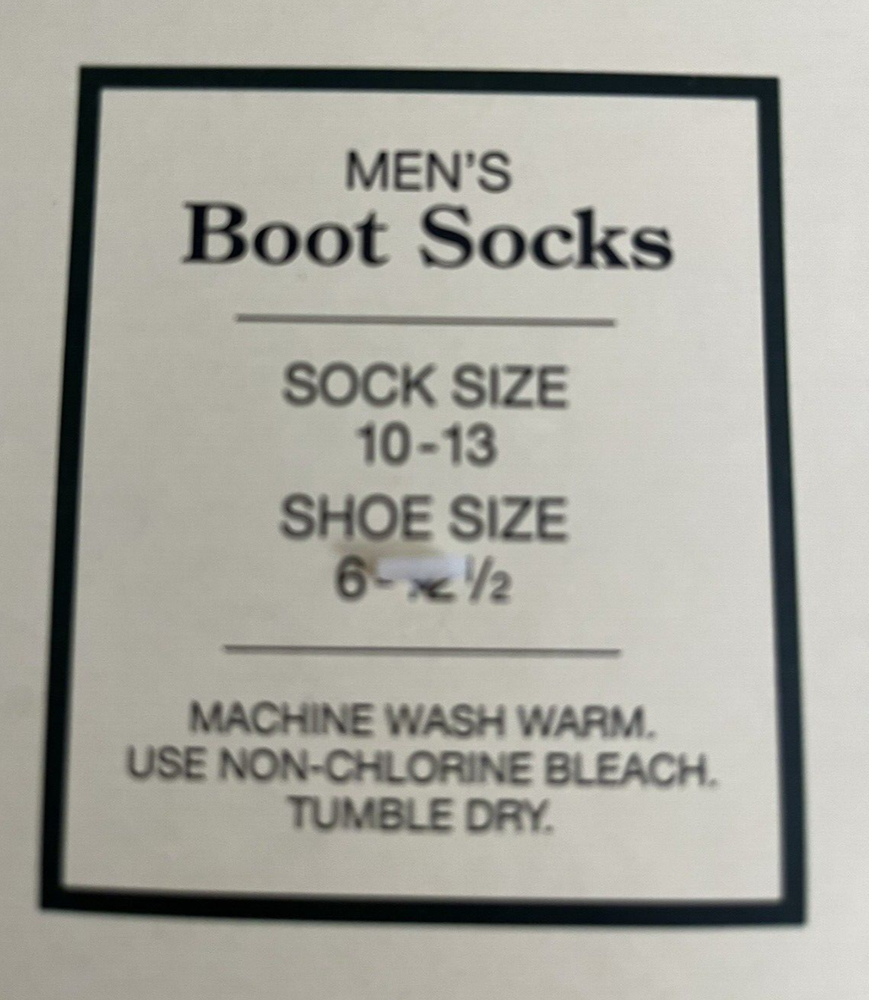 MEN'S
Boot Socks
SOCK SIZE
10-13
SHOE SIZE
6-12 1/2
MACHINE WASH WARM.
USE NON-CHLORINE BLEACH.
TUMBLE DRY.